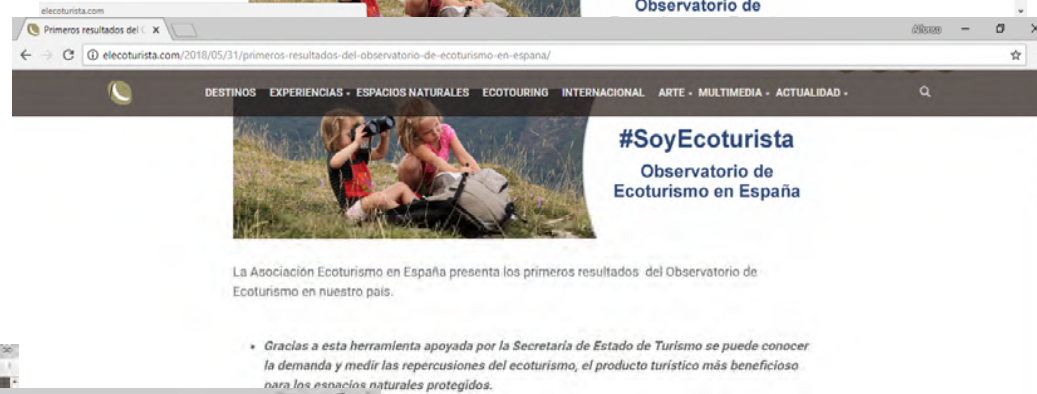 elecoturista.com
Observatorio de
Primeros resultados del
elecoturista.com/2018/05/31/primeros-resultados-del-observatorio-de-ecoturismo-en-espana/
DESTINOS EXPERIENCIAS ESPACIOS NATURALES ECOTOURING INTERNACIONAL ARTE MULTIMEDIA ACTUALIDAD
#SoyEcoturista
Observatorio de
Ecoturismo en España
La Asociación Ecoturismo en España presenta los primeros resultados del Observatorio de
Ecoturismo en nuestro país.
• Gracias a esta herramienta apoyada por la Secretaría de Estado de Turismo se puede conocer
la demanda y medir las repercusiones del ecoturismo, el producto turístico más beneficioso
para los espacios naturales protegidos.